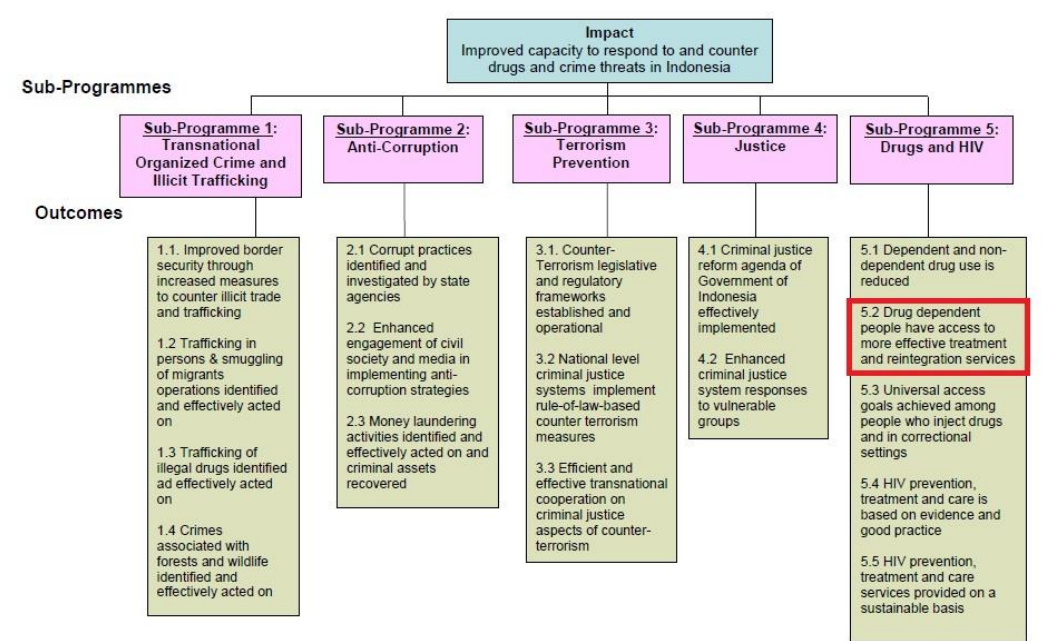 Impact
Improved capacity to respond to and counter
drugs and crime threats in Indonesia
Sub-Programmes
Sub-Programme 1:
Transnational
Organized Crime and
Illicit Trafficking
Sub-Programme 2:
Anti-Corruption
Sub-Programme 3:
Terrorism
Prevention
Sub-Programme 4:
Justice
Sub-Programme 5:
Drugs and HIV
Outcomes
1.1. Improved border
security through
increased measures
to counter illicit trade
and trafficking
1.2 Trafficking in
persons & smuggling
of migrants
operations identified
and effectively acted
on
1.3 Trafficking of
illegal drugs identified
ad effectively acted
on
1.4 Crimes
associated with
forests and wildlife
identified and
effectively acted on
2.1 Corrupt practices
identified and
investigated by state
agencies
2.2 Enhanced
engagement of civil
society and media in
implementing anti-
corruption strategies
2.3 Money laundering
activities identified and
effectively acted on and
criminal assets
recovered
3.1. Counter-
Terrorism legislative
and regulatory
frameworks
established and
operational
3.2 National level
criminal justice
systems implement
rule-of-law-based
counter terrorism
measures
3.3 Efficient and
effective transnational
cooperation on
criminal justice
aspects of counter-
terrorism
4.1 Criminal justice
reform agenda of
Government of
Indonesia
effectively
implemented
4.2 Enhanced
criminal justice
system responses
to vulnerable
groups
5.1 Dependent and non-
dependent drug use is
reduced
5.2 Drug dependent
people have access to
more effective treatment
and reintegration services
5.3 Universal access
goals achieved among
people who inject drugs
and in correctional
settings
5.4 HIV prevention,
treatment and care is
based on evidence and
good practice
5.5 HIV prevention,
treatment and care
services provided on a
sustainable basis